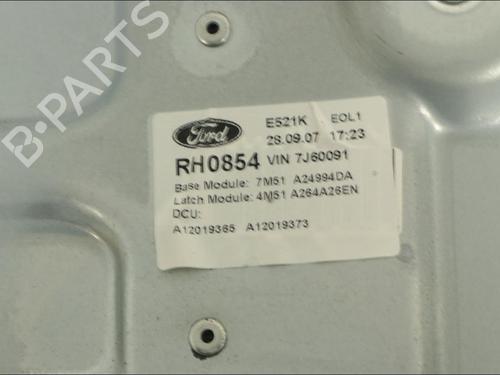 B-PARTS
Ford
E521K EOL1
28.09.07 17:23
RH0854 VIN 7J60091
Base Module: 7M51 A24994DA
Latch Module: 4M51 A264A26EN
DCU:
A12019365 A12019373